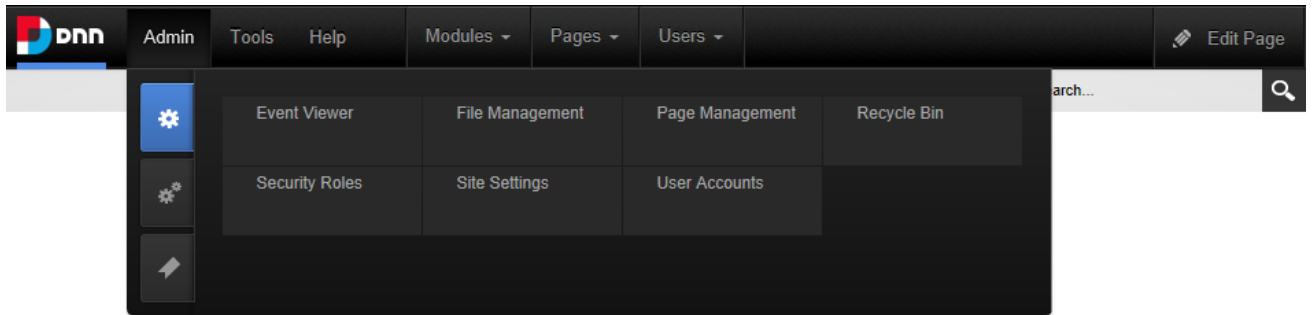 DNN Admin Tools Help Modules Pages Users Edit Page
arch...
Event Viewer File Management Page Management Recycle Bin
Security Roles Site Settings User Accounts